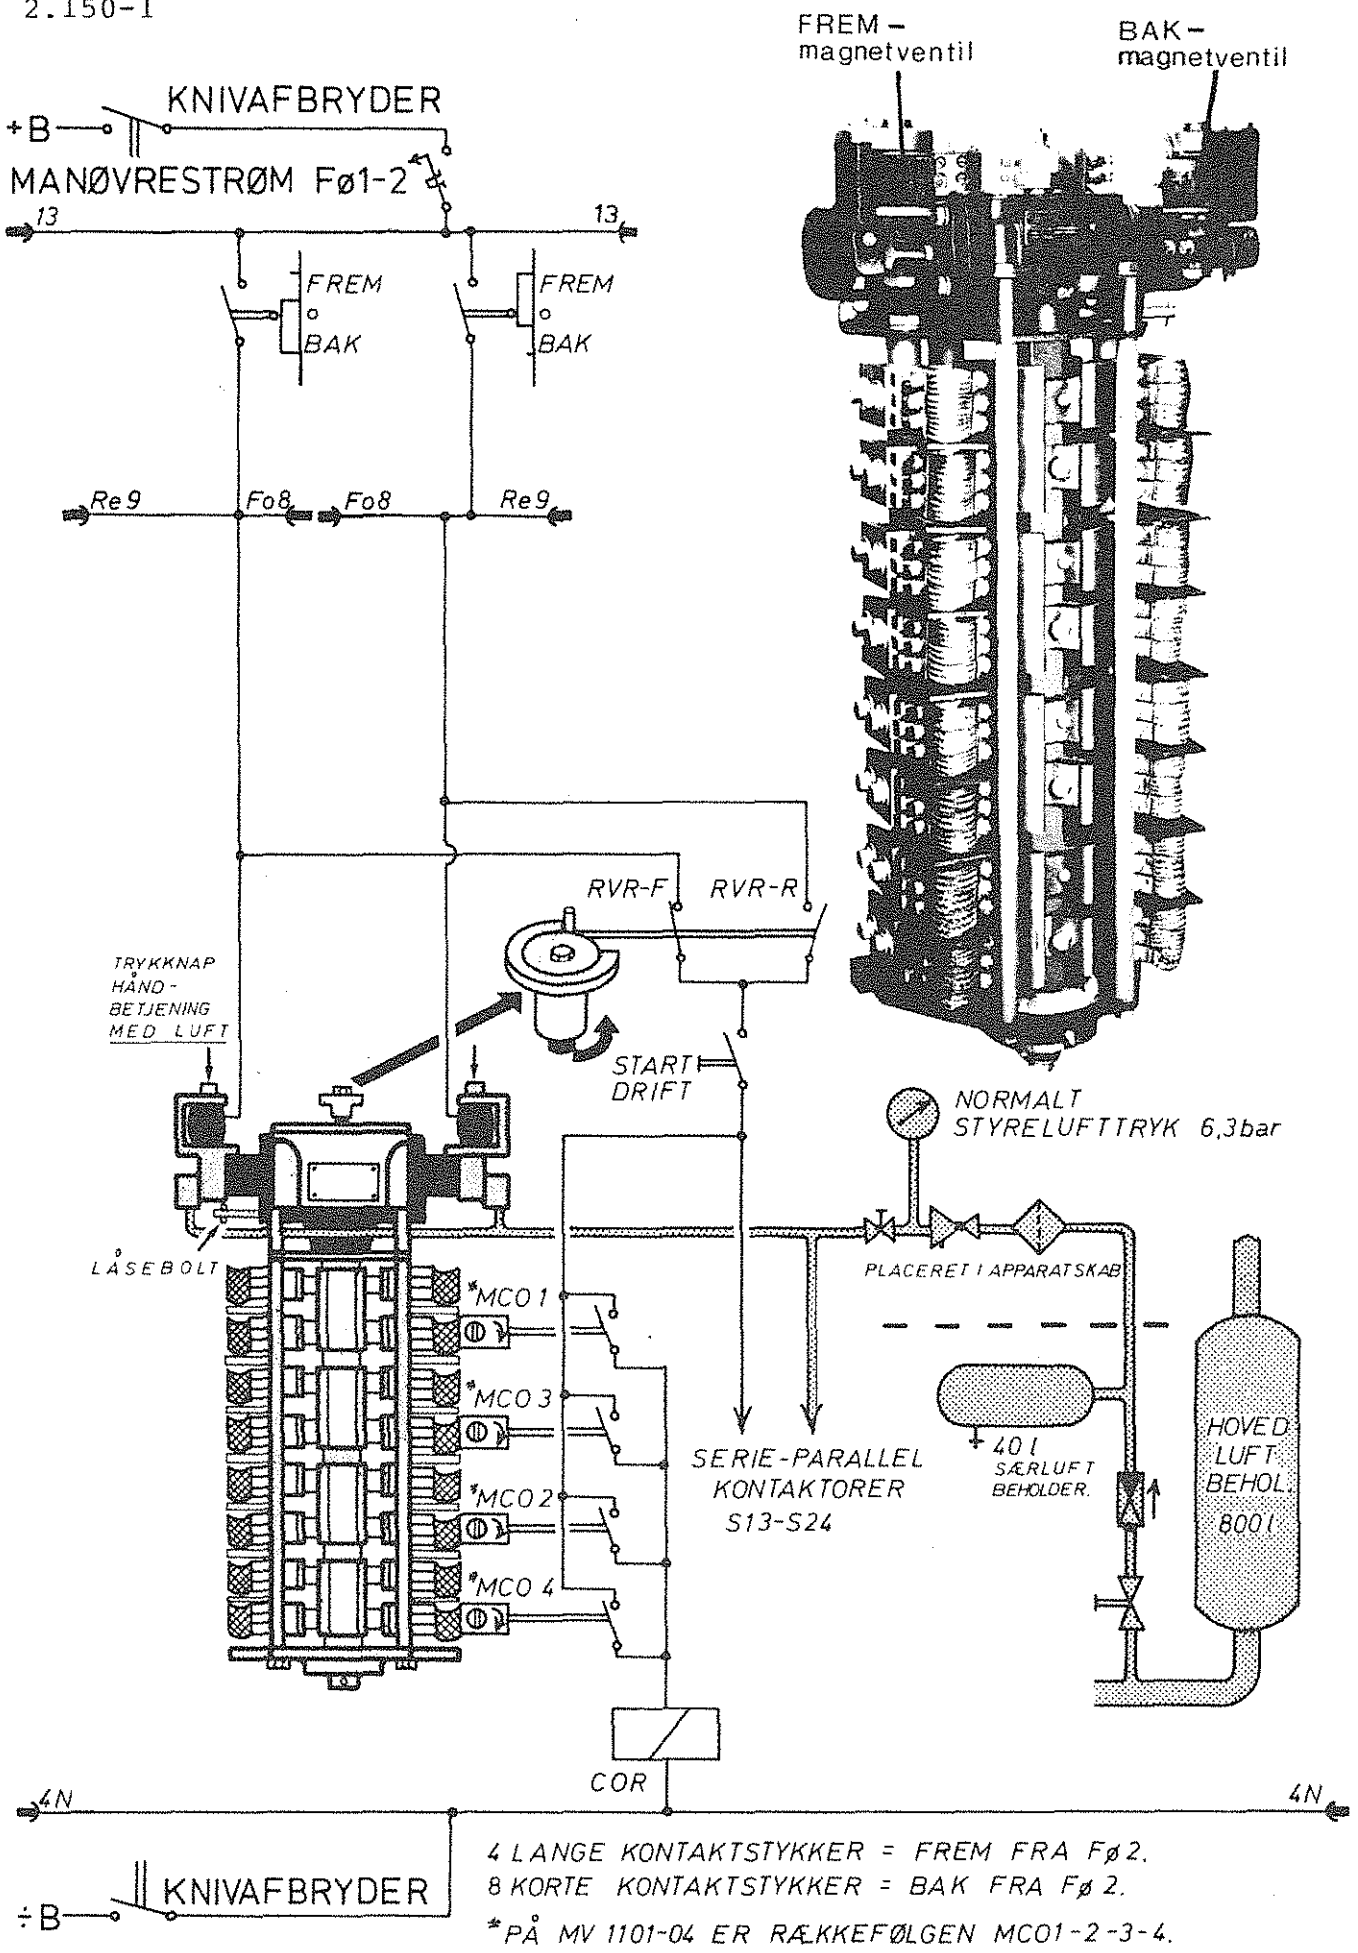 2.150-1
FREM -
magnetventil
BAK -
magnetventil
KNIVAFBRYDER
+B
MANØVRESTRØM Fø1-2
13
13
FREM
O
BAK
FREM
BAK
Re9
Fo8
Fo8
Re9
RVR-F
RVR-R
TRYKKNAP
HÅND-
BETJENING
MED LUFT
START
DRIFT
NORMALT
STYRELUFTTRYK 6,3bar
LÅSEBOLT
PLACERET I APPARATSKAB
*MCO 1
*MCO 3
*MCO 2
*MCO 4
SERIE-PARALLEL
KONTAKTORER
S13-S24
40 l
SÆRLUFT
BEHOLDER.
HOVED
LUFT
BEHOL.
800 l
COR
4N
4N
÷B
KNIVAFBRYDER
4 LANGE KONTAKTSTYKKER = FREM FRA Fø 2.
8 KORTE KONTAKTSTYKKER = BAK FRA Fø 2.
*PÅ MV 1101-04 ER RÆKKEFØLGEN MCO1-2-3-4.